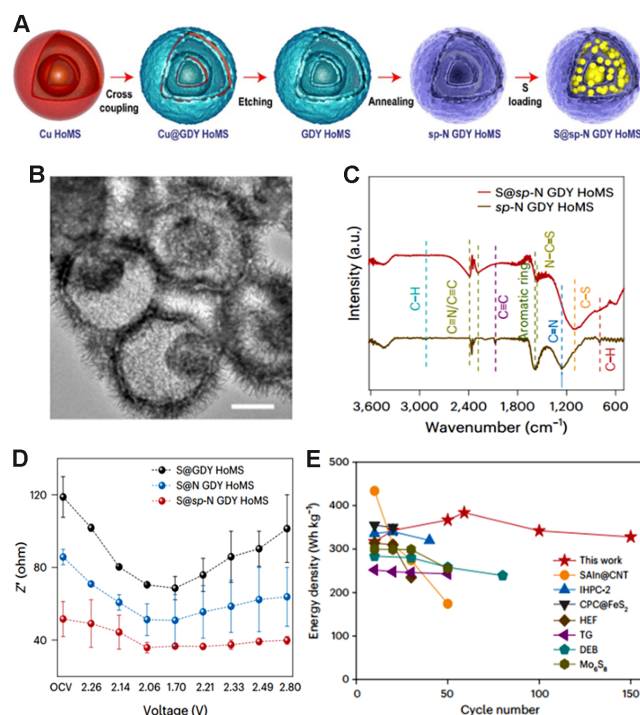 A
Cross
coupling
Etching
Annealing
S
loading
Cu HoMS
Cu@GDY HoMS
GDY HoMS
sp-N GDY HoMS
S@sp-N GDY HoMS
B
C
S@sp-N GDY HoMS
sp-N GDY HoMS
Intensity (a.u.)
C–H
C≡N/C≡C
C≡C
Aromatic ring
N–C=S
C=N
C–S
C–H
3,600
3,000
2,400
1,800
1,200
600
Wavenumber (cm⁻¹)
D
S@GDY HoMS
S@N GDY HoMS
S@sp-N GDY HoMS
Z" (ohm)
120
80
40
OCV
2.26
2.14
2.06
1.70
2.21
2.33
2.49
2.80
Voltage (V)
E
Energy density (Wh kg⁻¹)
500
400
300
200
100
0
This work
SAIn@CNT
IHPC-2
CPC@FeS₂
HEF
TG
DEB
Mo₆S₈
0
50
100
150
Cycle number